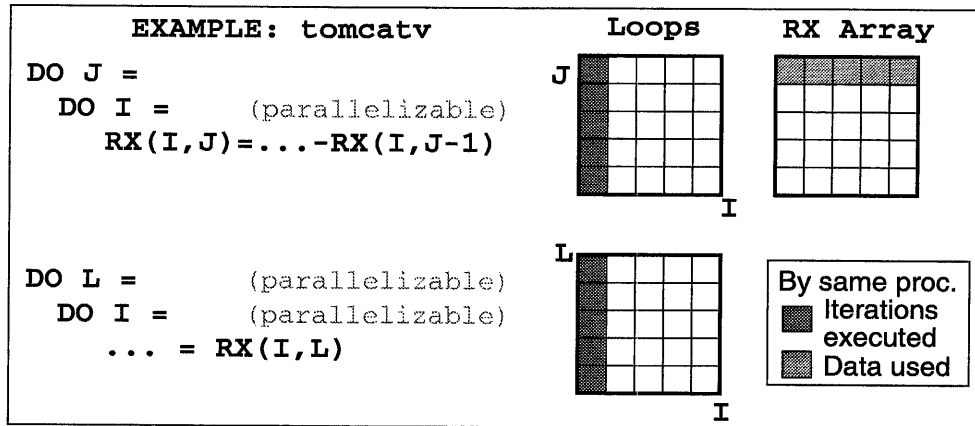 EXAMPLE: tomcatv
Loops
RX Array
DO J =
DO I = (parallelizable)
RX(I,J)=...-RX(I,J-1)
J
I
DO L = (parallelizable)
DO I = (parallelizable)
... = RX(I,L)
L
I
By same proc.
Iterations
executed
Data used